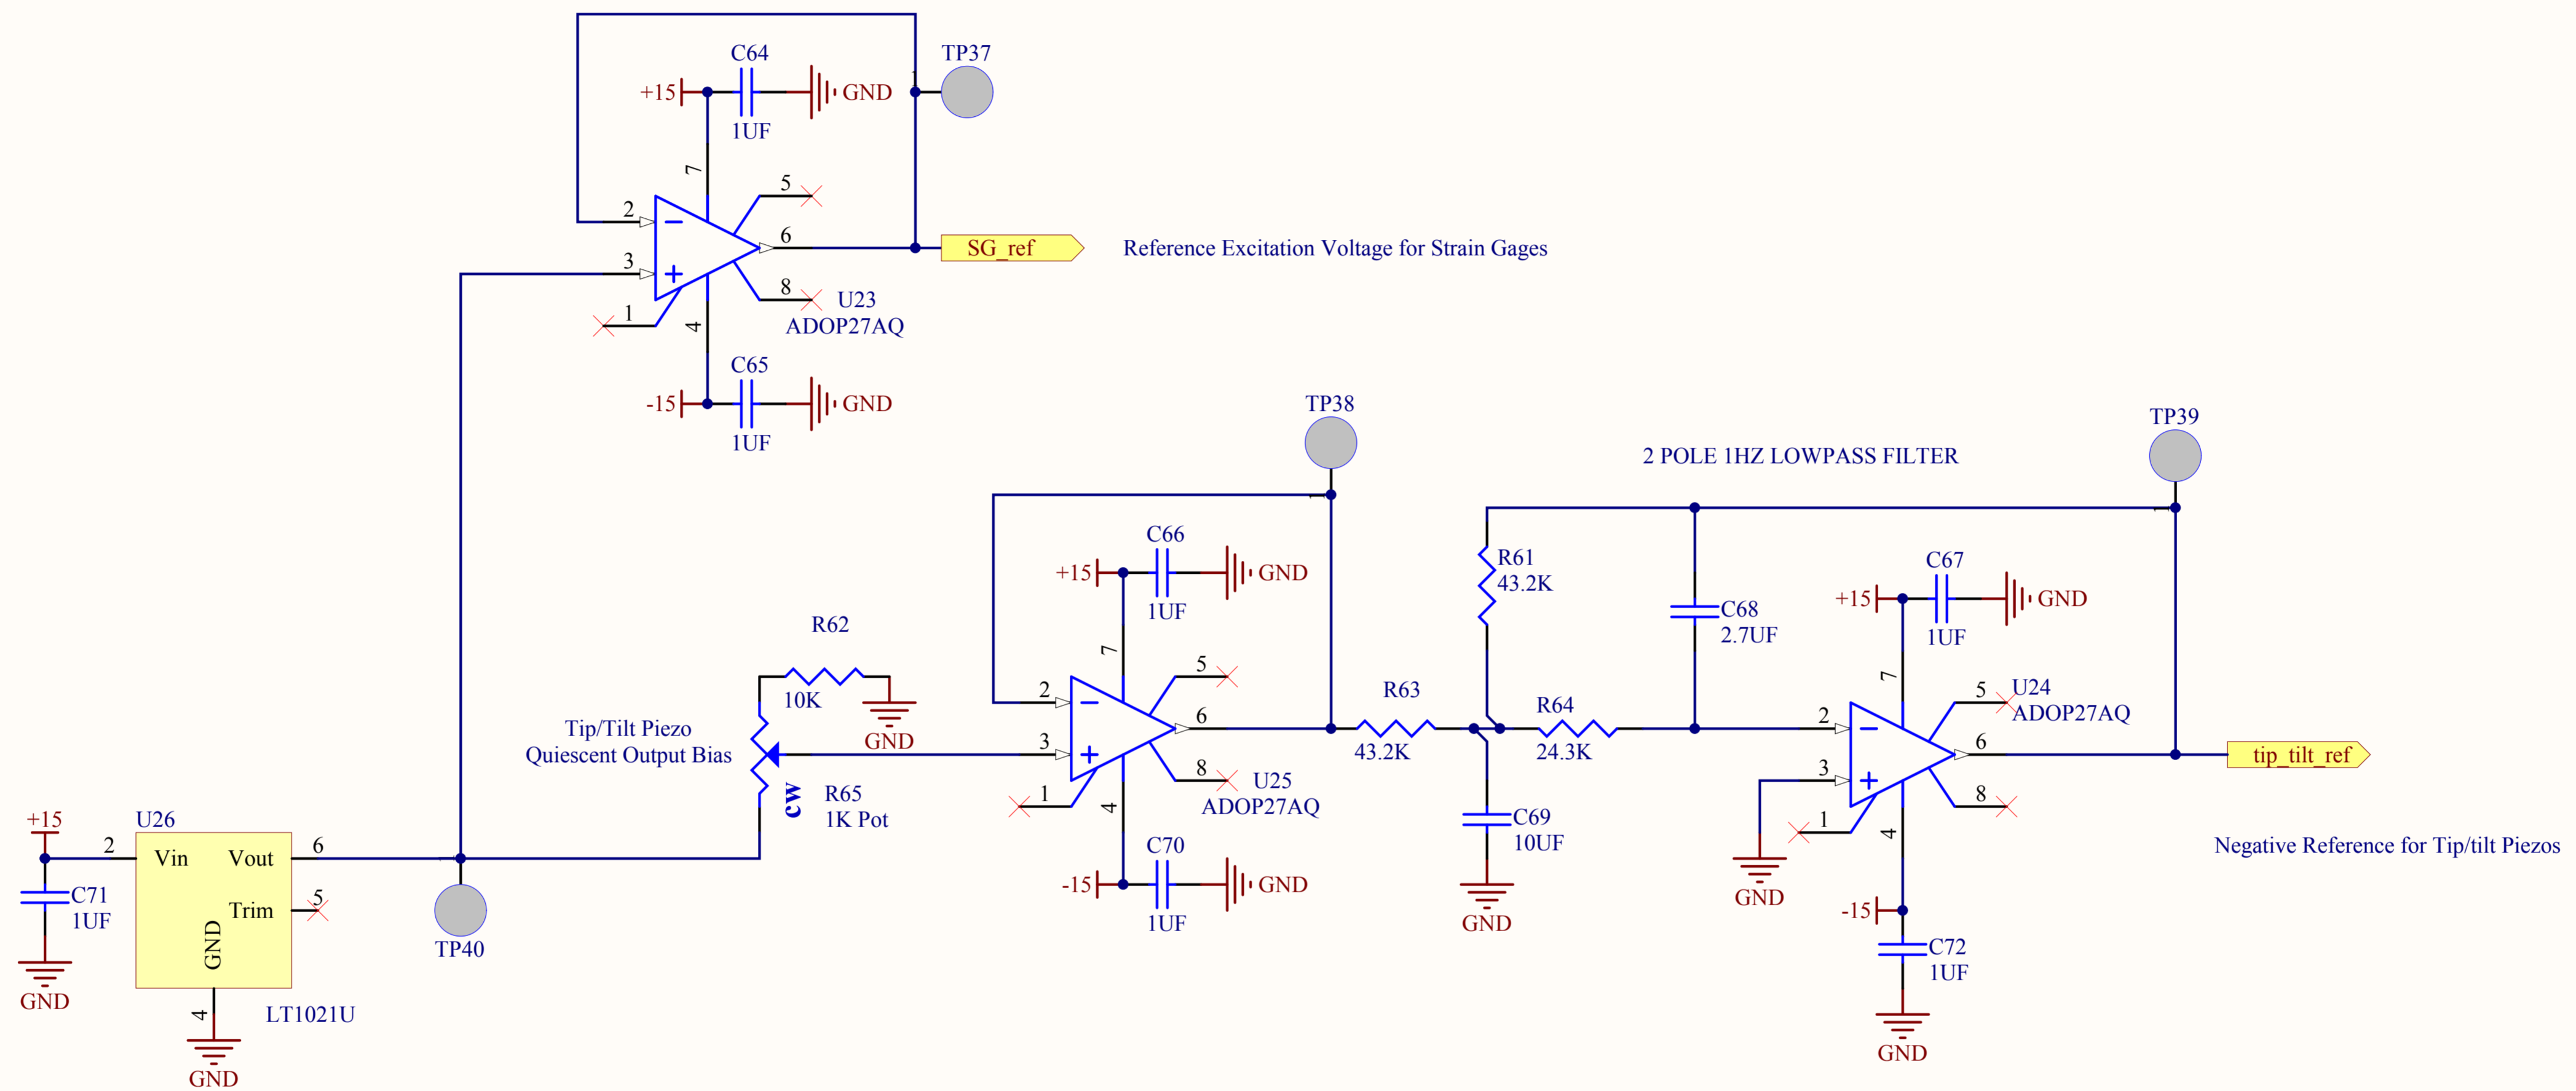 C64
TP37
+15
GND
1
1UF
7
5
2
6
SG_ref
Reference Excitation Voltage for Strain Gages
3
8
U23
1
ADOP27AQ
4
C65
-15
GND
1UF
TP38
TP39
2 POLE 1HZ LOWPASS FILTER
1
1
C66
+15
GND
1UF
R61
43.2K
C67
+15
GND
1UF
C68
2.7UF
R62
10K
GND
7
5
2
6
3
8
U25
1
ADOP27AQ
4
R63
43.2K
R64
24.3K
7
5
U24
ADOP27AQ
2
6
tip_tilt_ref
3
8
1
4
GND
Tip/Tilt Piezo
Quiescent Output Bias
cw
R65
1K Pot
C69
10UF
GND
Negative Reference for Tip/tilt Piezos
+15
U26
2
Vin
Vout
6
C71
1UF
Trim
5
GND
GND
4
LT1021U
GND
TP40
C70
-15
GND
1UF
-15
C72
1UF
GND